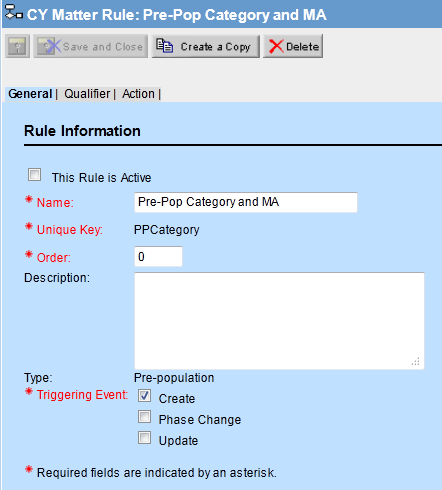 CY Matter Rule: Pre-Pop Category and MA
Save and Close Create a Copy Delete
General | Qualifier | Action |
Rule Information
This Rule is Active
* Name: Pre-Pop Category and MA
* Unique Key: PPCategory
* Order: 0
Description:
Type: Pre-population
* Triggering Event: Create
Phase Change
Update
* Required fields are indicated by an asterisk.